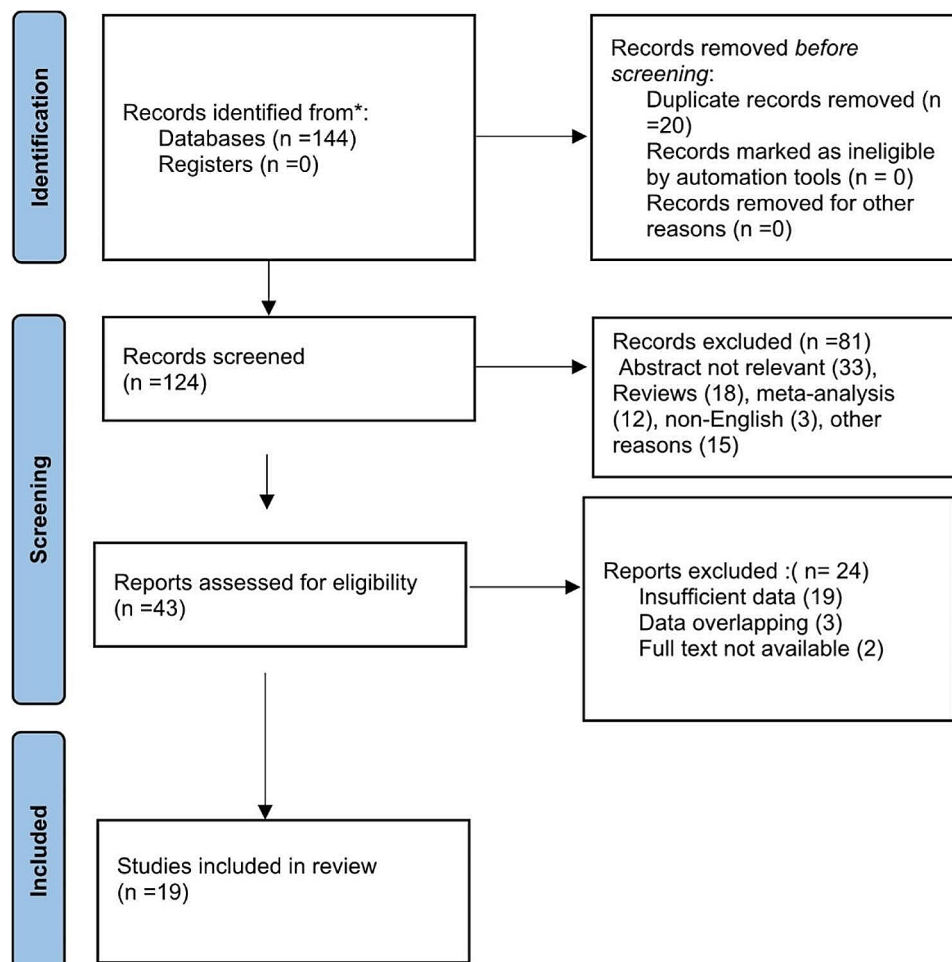 Identification
Records identified from*:
Databases (n =144)
Registers (n =0)
Records removed before
screening:
Duplicate records removed (n
=20)
Records marked as ineligible
by automation tools (n = 0)
Records removed for other
reasons (n =0)
Screening
Records screened
(n =124)
Records excluded (n =81)
Abstract not relevant (33),
Reviews (18), meta-analysis
(12), non-English (3), other
reasons (15)
Reports assessed for eligibility
(n =43)
Reports excluded :( n= 24)
Insufficient data (19)
Data overlapping (3)
Full text not available (2)
Included
Studies included in review
(n =19)